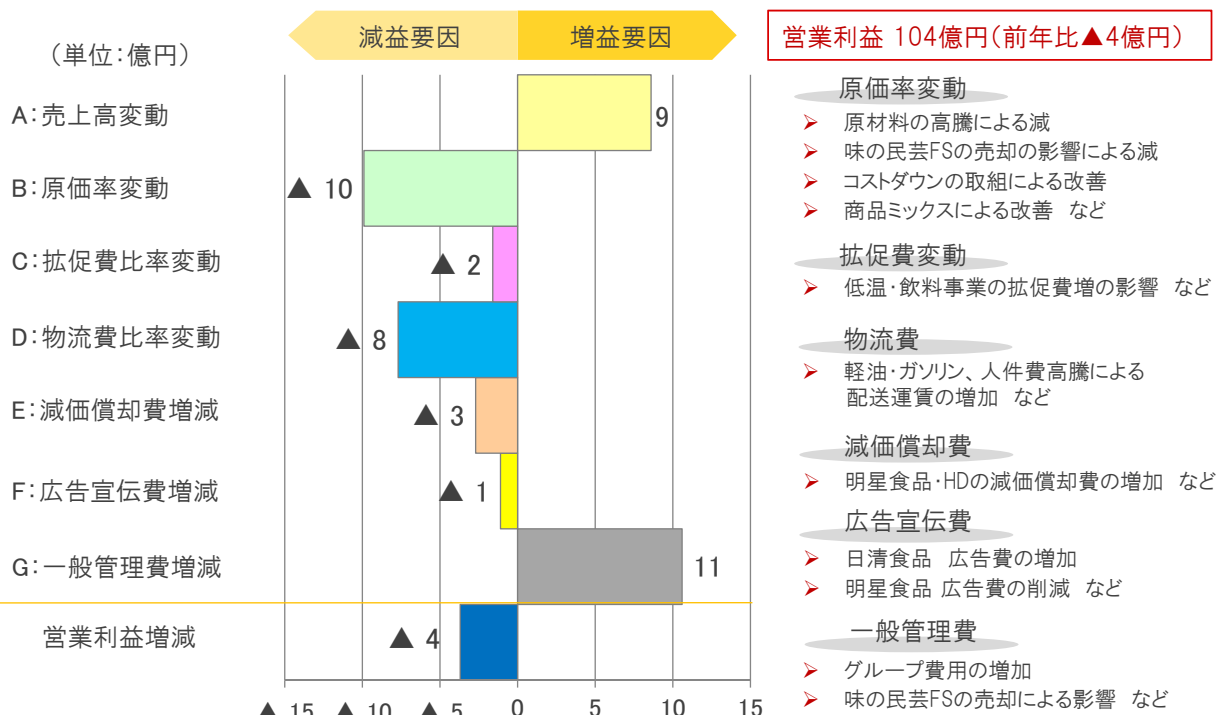 減益要因 増益要因
営業利益 104億円(前年比▲4億円)
(単位:億円)
A:売上高変動
9
B:原価率変動
▲ 10
C:拡促費比率変動
▲ 2
D:物流費比率変動
▲ 8
E:減価償却費増減
▲ 3
F:広告宣伝費増減
▲ 1
G:一般管理費増減
11
営業利益増減
▲ 4
▲ 15 ▲ 10 ▲ 5 0 5 10 15
原価率変動
➢ 原材料の高騰による減
➢ 味の民芸FSの売却の影響による減
➢ コストダウンの取組による改善
➢ 商品ミックスによる改善 など
拡促費変動
➢ 低温・飲料事業の拡促費増の影響 など
物流費
➢ 軽油・ガソリン、人件費高騰による
配送運賃の増加 など
減価償却費
➢ 明星食品・HDの減価償却費の増加 など
広告宣伝費
➢ 日清食品 広告費の増加
➢ 明星食品 広告費の削減 など
一般管理費
➢ グループ費用の増加
➢ 味の民芸FSの売却による影響 など